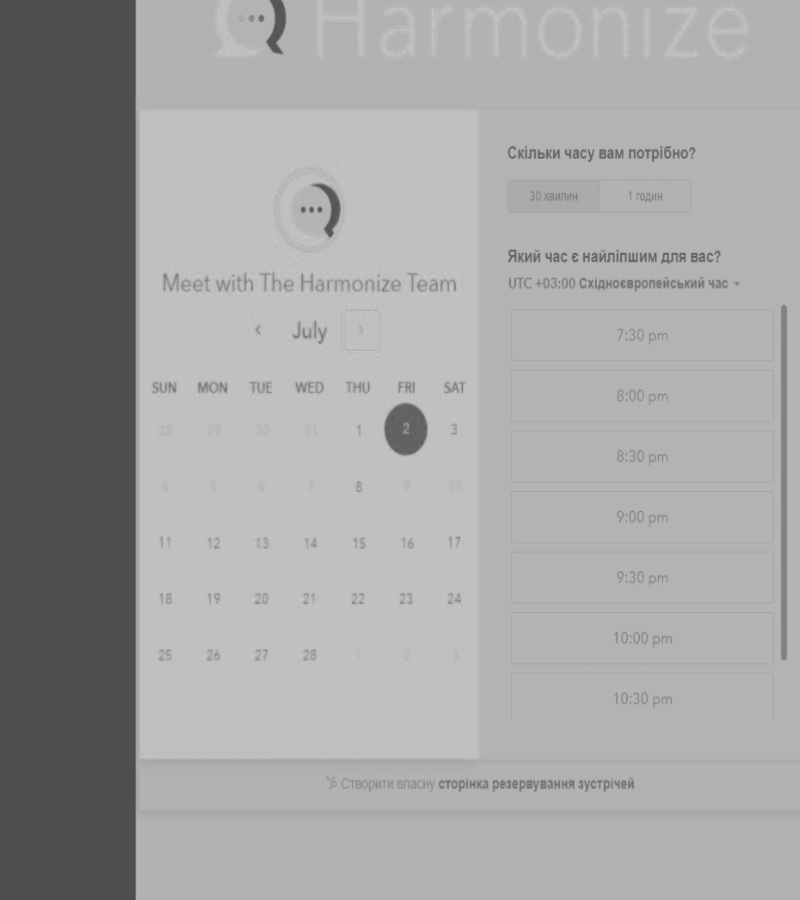 Harmonize
Meet with The Harmonize Team
July
SUN MON TUE WED THU FRI SAT
28 29 30 31 1 2 3
4 5 6 7 8 9 10
11 12 13 14 15 16 17
18 19 20 21 22 23 24
25 26 27 28 1 2 3
Скільки часу вам потрібно?
30 хвилин 1 годин
Який час є найліпшим для вас?
UTC +03:00 Східноєвропейський час
7:30 pm
8:00 pm
8:30 pm
9:00 pm
9:30 pm
10:00 pm
10:30 pm
Створити власну сторінка резервування зустрічей